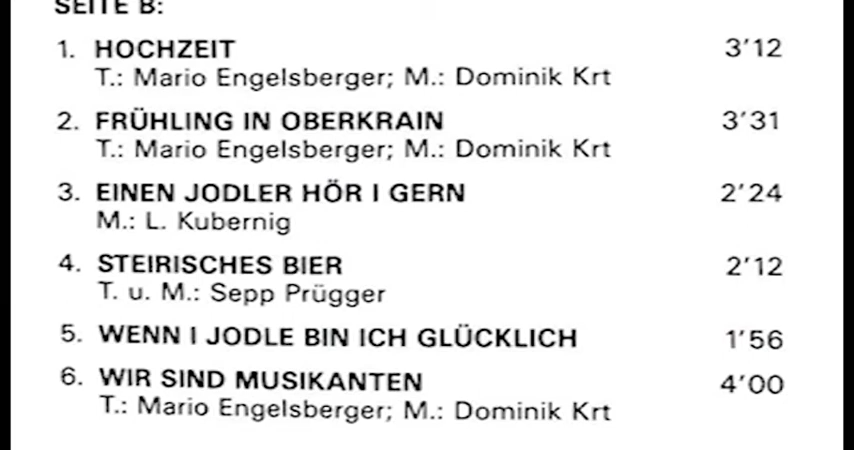 SEITE B:
1. HOCHZEIT 3'12
T.: Mario Engelsberger; M.: Dominik Krt
2. FRÜHLING IN OBERKRAIN 3'31
T.: Mario Engelsberger; M.: Dominik Krt
3. EINEN JODLER HÖR I GERN 2'24
M.: L. Kubernig
4. STEIRISCHES BIER 2'12
T. u. M.: Sepp Prügger
5. WENN I JODLE BIN ICH GLÜCKLICH 1'56
6. WIR SIND MUSIKANTEN 4'00
T.: Mario Engelsberger; M.: Dominik Krt